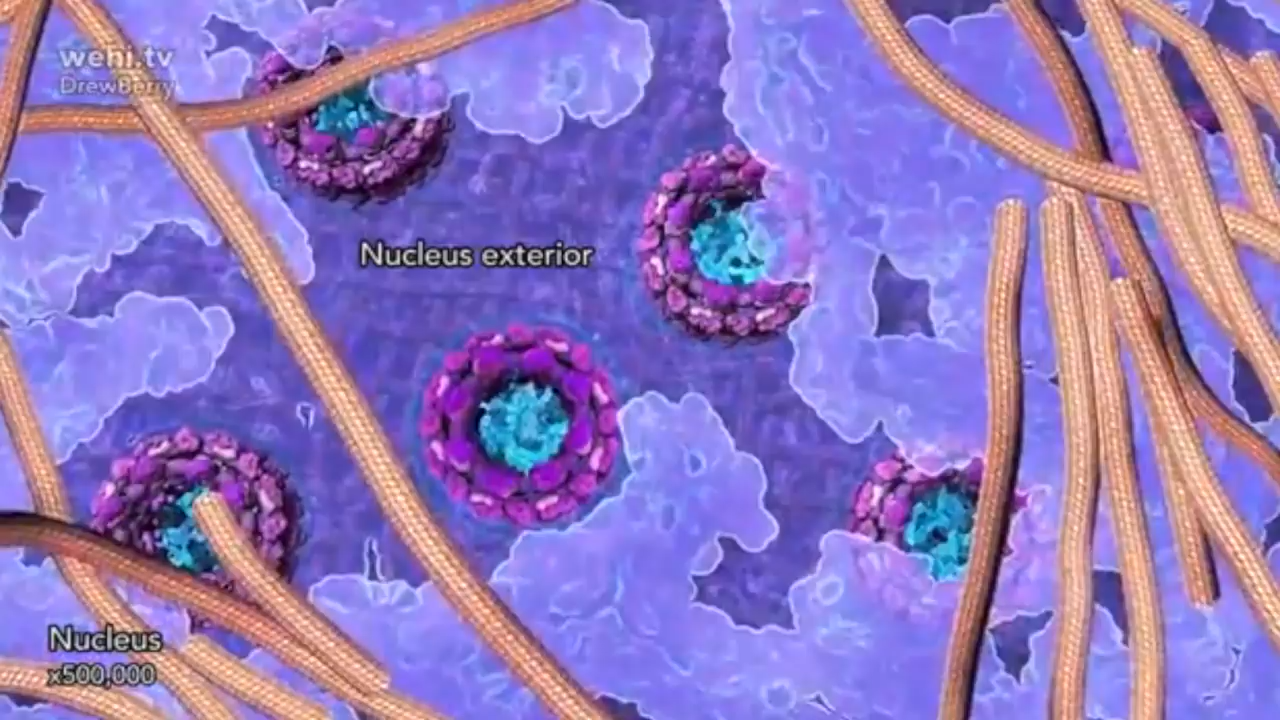 wehi.tv
DrewBerry
Nucleus exterior
Nucleus
x500,000